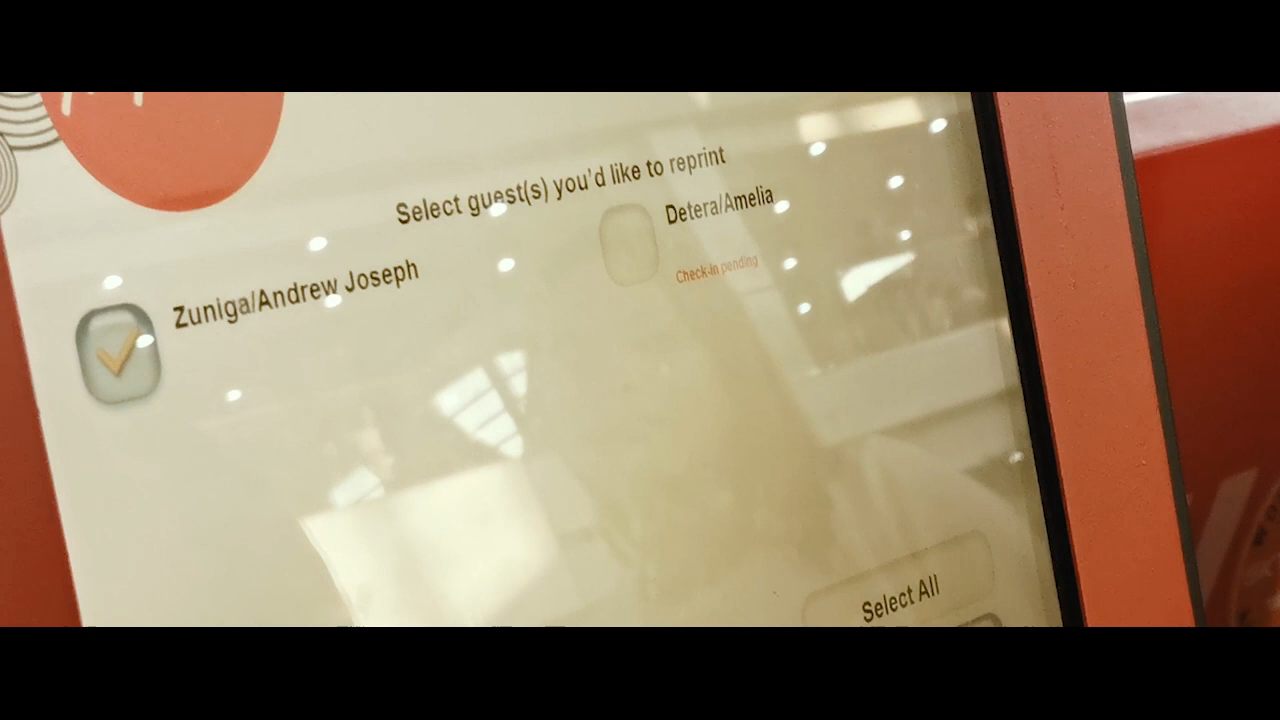 Select guest(s) you'd like to reprint
Zuniga/Andrew Joseph
Detera/Amelia
Check-in pending
Select All